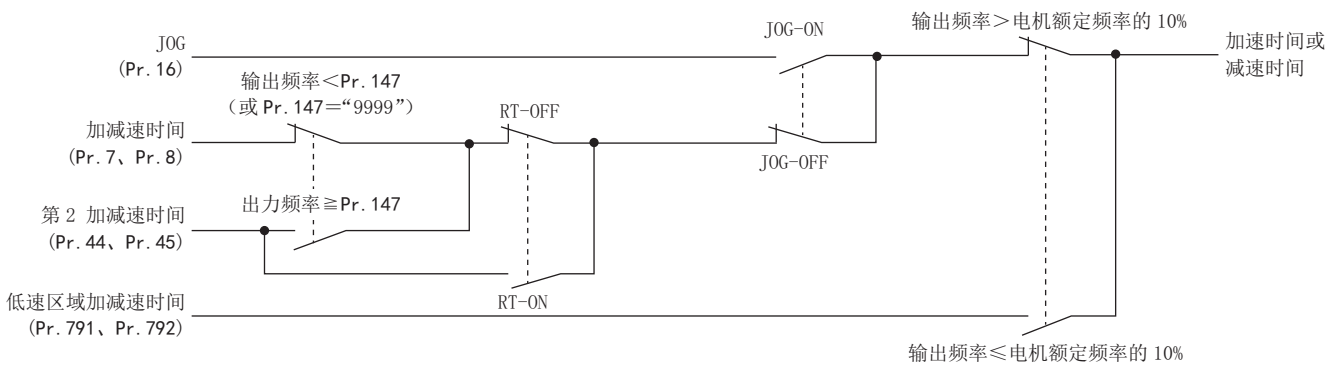 JOG
(Pr.16)
输出频率＜Pr.147
（或 Pr.147＝“9999”）
加减速时间
(Pr.7、Pr.8)
RT-OFF
JOG-ON
JOG-OFF
输出频率＞电机额定频率的 10%
加速时间或
减速时间
出力频率≧Pr.147
第 2 加减速时间
(Pr.44、Pr.45)
RT-ON
低速区域加减速时间
(Pr.791、Pr.792)
输出频率≤电机额定频率的 10%